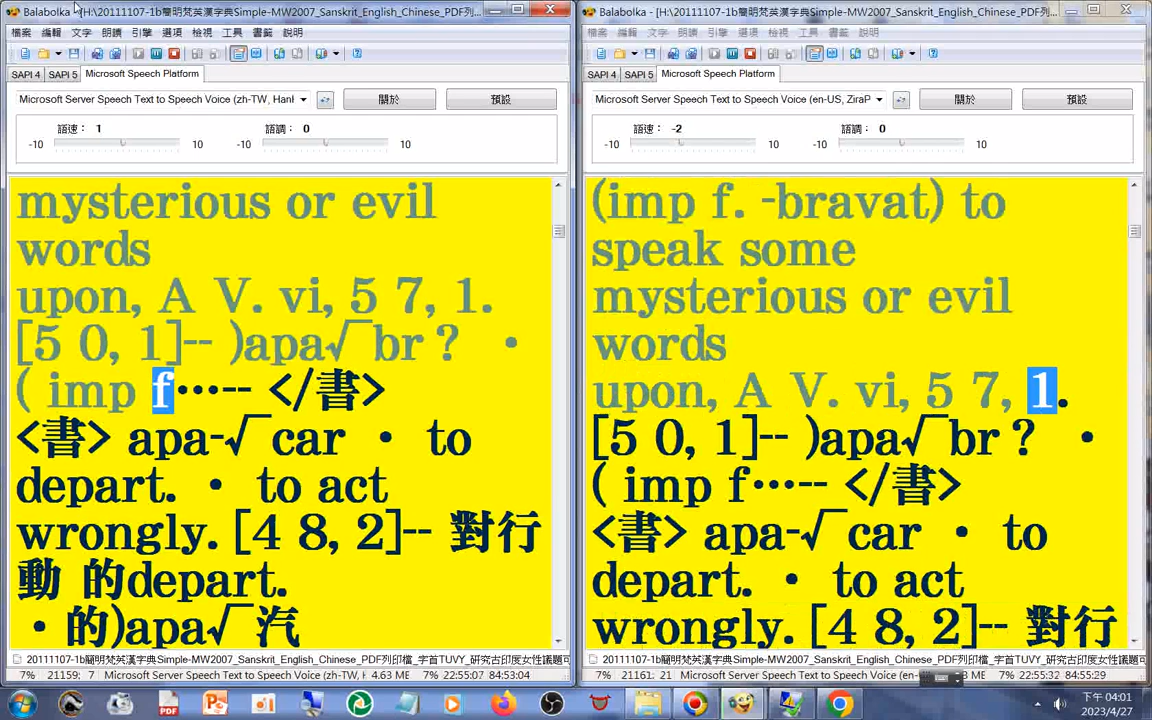 Balabolka - [H:\20111107-1b簡明梵英漢字典Simple-MW2007_Sanskrit_English_Chinese_PDF列...
檔案 編輯 文字 朗讀 引擎 選項 檢視 工具 書籤 說明
SAPI 4 SAPI 5 Microsoft Speech Platform
Microsoft Server Speech Text to Speech Voice (zh-TW, Hanl
關於 預設
語速： 1 語調： 0
-10 10 -10 10
mysterious or evil
words
upon, A V. vi, 5 7, 1.
[5 0, 1]-- )apa√br ? ・
( imp f…-- </書>
<書> apa-√car ・ to
depart. ・ to act
wrongly. [4 8, 2]-- 對行
動 的depart.
・的)apa√汽
20111107-1b簡明梵英漢字典Simple-MW2007_Sanskrit_English_Chinese_PDF列印檔_字首TUVY_研究古印度女性議題可
7% 21159: 7 Microsoft Server Speech Text to Speech Voice (zh-TW, H 4.63 ME 7% 22:55:07 84:53:04
Balabolka - [H:\20111107-1b簡明梵英漢字典Simple-MW2007_Sanskrit_English_Chinese_PDF列印...
檔案 編輯 文字 朗讀 引擎 選項 檢視 工具 書籤 說明
SAPI 4 SAPI 5 Microsoft Speech Platform
Microsoft Server Speech Text to Speech Voice (en-US, ZiraP
關於 預設
語速： -2 語調： 0
-10 10 -10 10
(imp f. -bravat) to
speak some
mysterious or evil
words
upon, A V. vi, 5 7, 1.
[5 0, 1]-- )apa√br ? ・
( imp f…-- </書>
<書> apa-√car ・ to
depart. ・ to act
wrongly. [4 8, 2]-- 對行
20111107-1b簡明梵英漢字典Simple-MW2007_Sanskrit_English_Chinese_PDF列印檔_字首TUVY_研究古印度女性議題可
7% 21161: 21 Microsoft Server Speech Text to Speech Voice 22:55:32 84:55:29
下午 04:01
2023/4/27